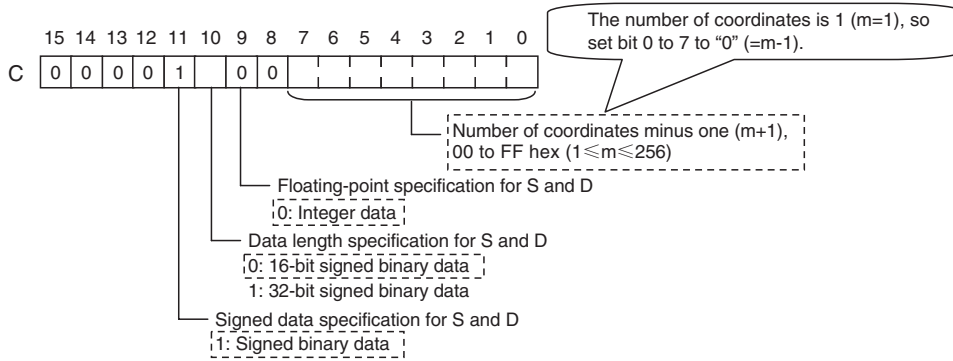 The number of coordinates is 1 (m=1), so
set bit 0 to 7 to “0” (=m-1).
15 14 13 12 11 10 9 8 7 6 5 4 3 2 1 0
C 0 0 0 0 1 0 0
Number of coordinates minus one (m+1),
00 to FF hex (1≤m≤256)
Floating-point specification for S and D
0: Integer data
Data length specification for S and D
0: 16-bit signed binary data
1: 32-bit signed binary data
Signed data specification for S and D
1: Signed binary data